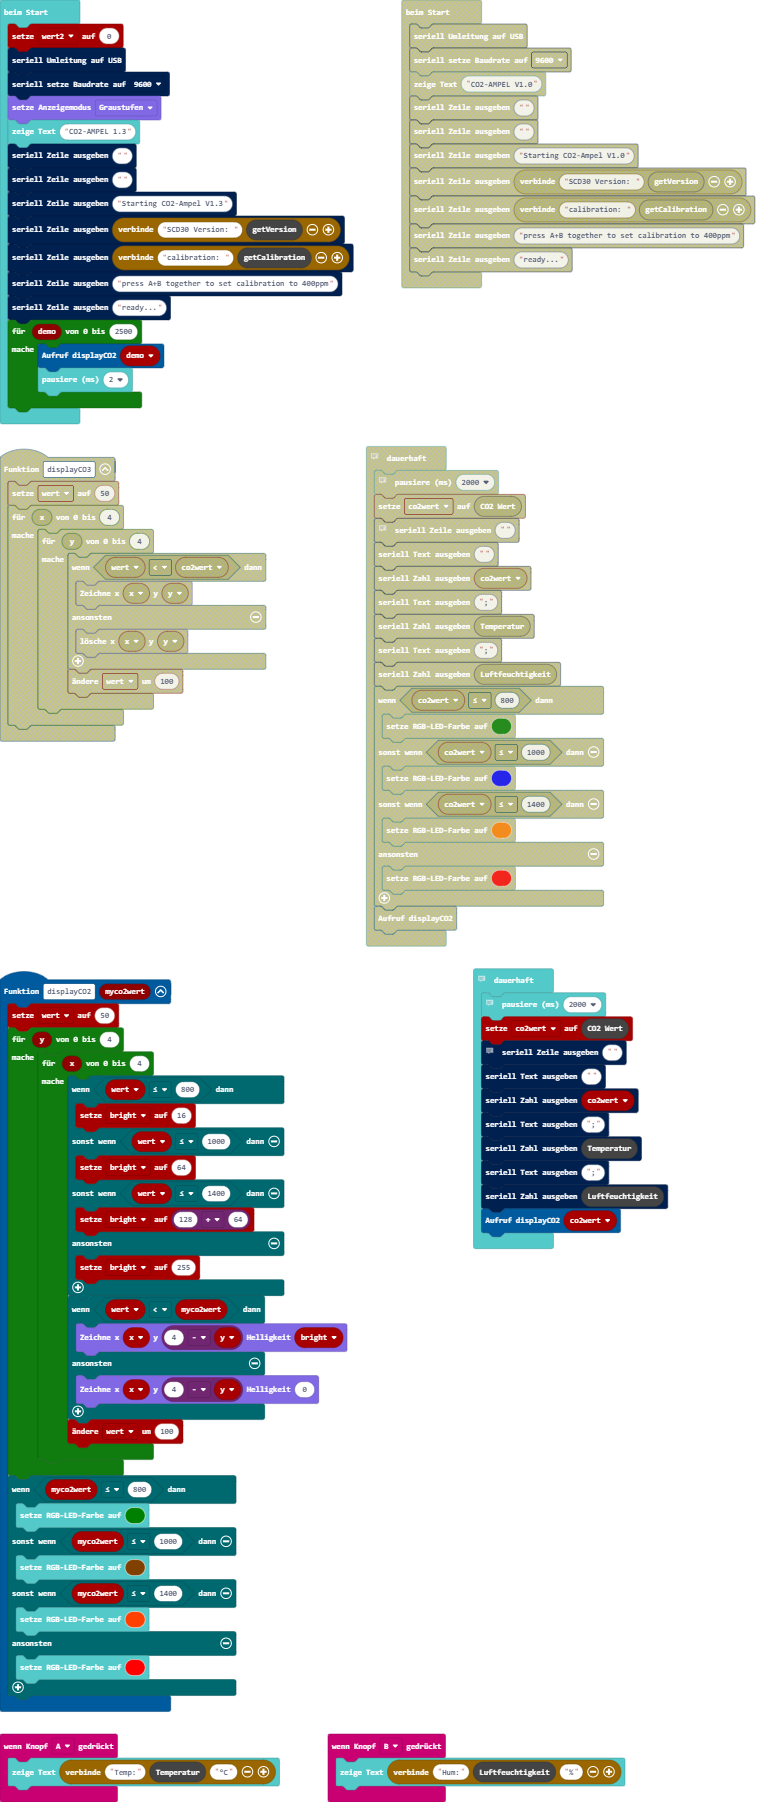 beim Start
setze wert2 auf 0
seriell Umleitung auf USB
seriell setze Baudrate auf 9600
setze Anzeigemodus Graustufen
zeige Text "CO2-AMPEL 1.3"
seriell Zeile ausgeben ""
seriell Zeile ausgeben ""
seriell Zeile ausgeben "Starting CO2-Ampel V1.3"
seriell Zeile ausgeben verbinde "SCD30 Version: " getVersion
seriell Zeile ausgeben verbinde "calibration: " getCalibration
seriell Zeile ausgeben "press A+B together to set calibration to 400ppm"
seriell Zeile ausgeben "ready..."
für demo von 0 bis 2500
mache Aufruf displayCO2 demo
pausiere (ms) 2
beim Start
seriell Umleitung auf USB
seriell setze Baudrate auf 9600
zeige Text "CO2-AMPEL V1.0"
seriell Zeile ausgeben ""
seriell Zeile ausgeben ""
seriell Zeile ausgeben "Starting CO2-Ampel V1.0"
seriell Zeile ausgeben verbinde "SCD30 Version: " getVersion
seriell Zeile ausgeben verbinde "calibration: " getCalibration
seriell Zeile ausgeben "press A+B together to set calibration to 400ppm"
seriell Zeile ausgeben "ready..."
Funktion displayCO3
setze wert auf 50
für x von 0 bis 4
mache für y von 0 bis 4
mache wenn wert < co2wert dann
Zeichne x x y y
ansonsten
lösche x x y y
ändere wert um 100
dauerhaft
pausiere (ms) 2000
setze co2wert auf CO2 Wert
seriell Zeile ausgeben ""
seriell Text ausgeben ""
seriell Zahl ausgeben co2wert
seriell Text ausgeben ";"
seriell Zahl ausgeben Temperatur
seriell Text ausgeben ";"
seriell Zahl ausgeben Luftfeuchtigkeit
wenn co2wert ≤ 800 dann
setze RGB-LED-Farbe auf
sonst wenn co2wert ≤ 1000 dann
setze RGB-LED-Farbe auf
sonst wenn co2wert ≤ 1400 dann
setze RGB-LED-Farbe auf
ansonsten
setze RGB-LED-Farbe auf
Aufruf displayCO2
Funktion displayCO2 myco2wert
setze wert auf 50
für y von 0 bis 4
mache für x von 0 bis 4
mache wenn wert ≤ 800 dann
setze bright auf 16
sonst wenn wert ≤ 1000 dann
setze bright auf 64
sonst wenn wert ≤ 1400 dann
setze bright auf 128 + 64
ansonsten
setze bright auf 255
wenn wert < myco2wert dann
Zeichne x x y 4 - y Helligkeit bright
ansonsten
Zeichne x x y 4 - y Helligkeit 0
ändere wert um 100
wenn myco2wert ≤ 800 dann
setze RGB-LED-Farbe auf
sonst wenn myco2wert ≤ 1000 dann
setze RGB-LED-Farbe auf
sonst wenn myco2wert ≤ 1400 dann
setze RGB-LED-Farbe auf
ansonsten
setze RGB-LED-Farbe auf
dauerhaft
pausiere (ms) 2000
setze co2wert auf CO2 Wert
seriell Zeile ausgeben ""
seriell Text ausgeben ""
seriell Zahl ausgeben co2wert
seriell Text ausgeben ";"
seriell Zahl ausgeben Temperatur
seriell Text ausgeben ";"
seriell Zahl ausgeben Luftfeuchtigkeit
Aufruf displayCO2 co2wert
wenn Knopf A gedrückt
zeige Text verbinde "Temp:" Temperatur "°C"
wenn Knopf B gedrückt
zeige Text verbinde "Hum:" Luftfeuchtigkeit "%"